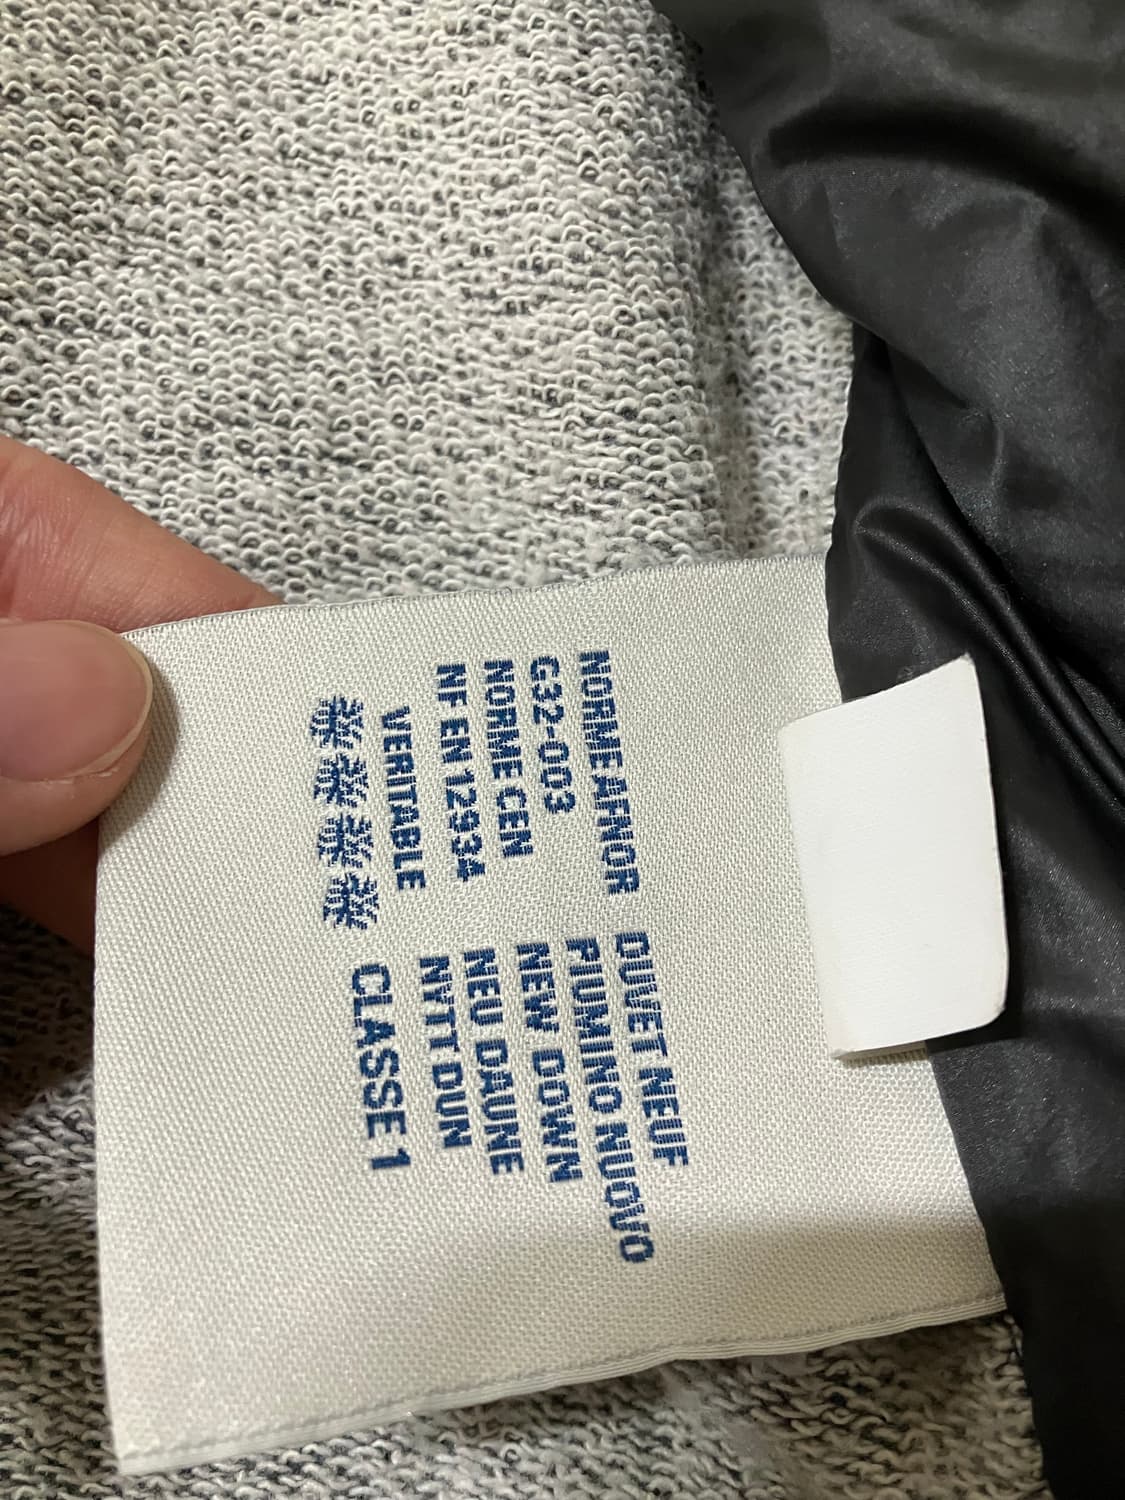 NORME AFNOR
G32-003
NORME CEN
NF EN 12934
VERITABLE
DUVET NEUF
PIUMINO NUOVO
NEW DOWN
NEU DAUNE
NYTT DUN
CLASSE 1